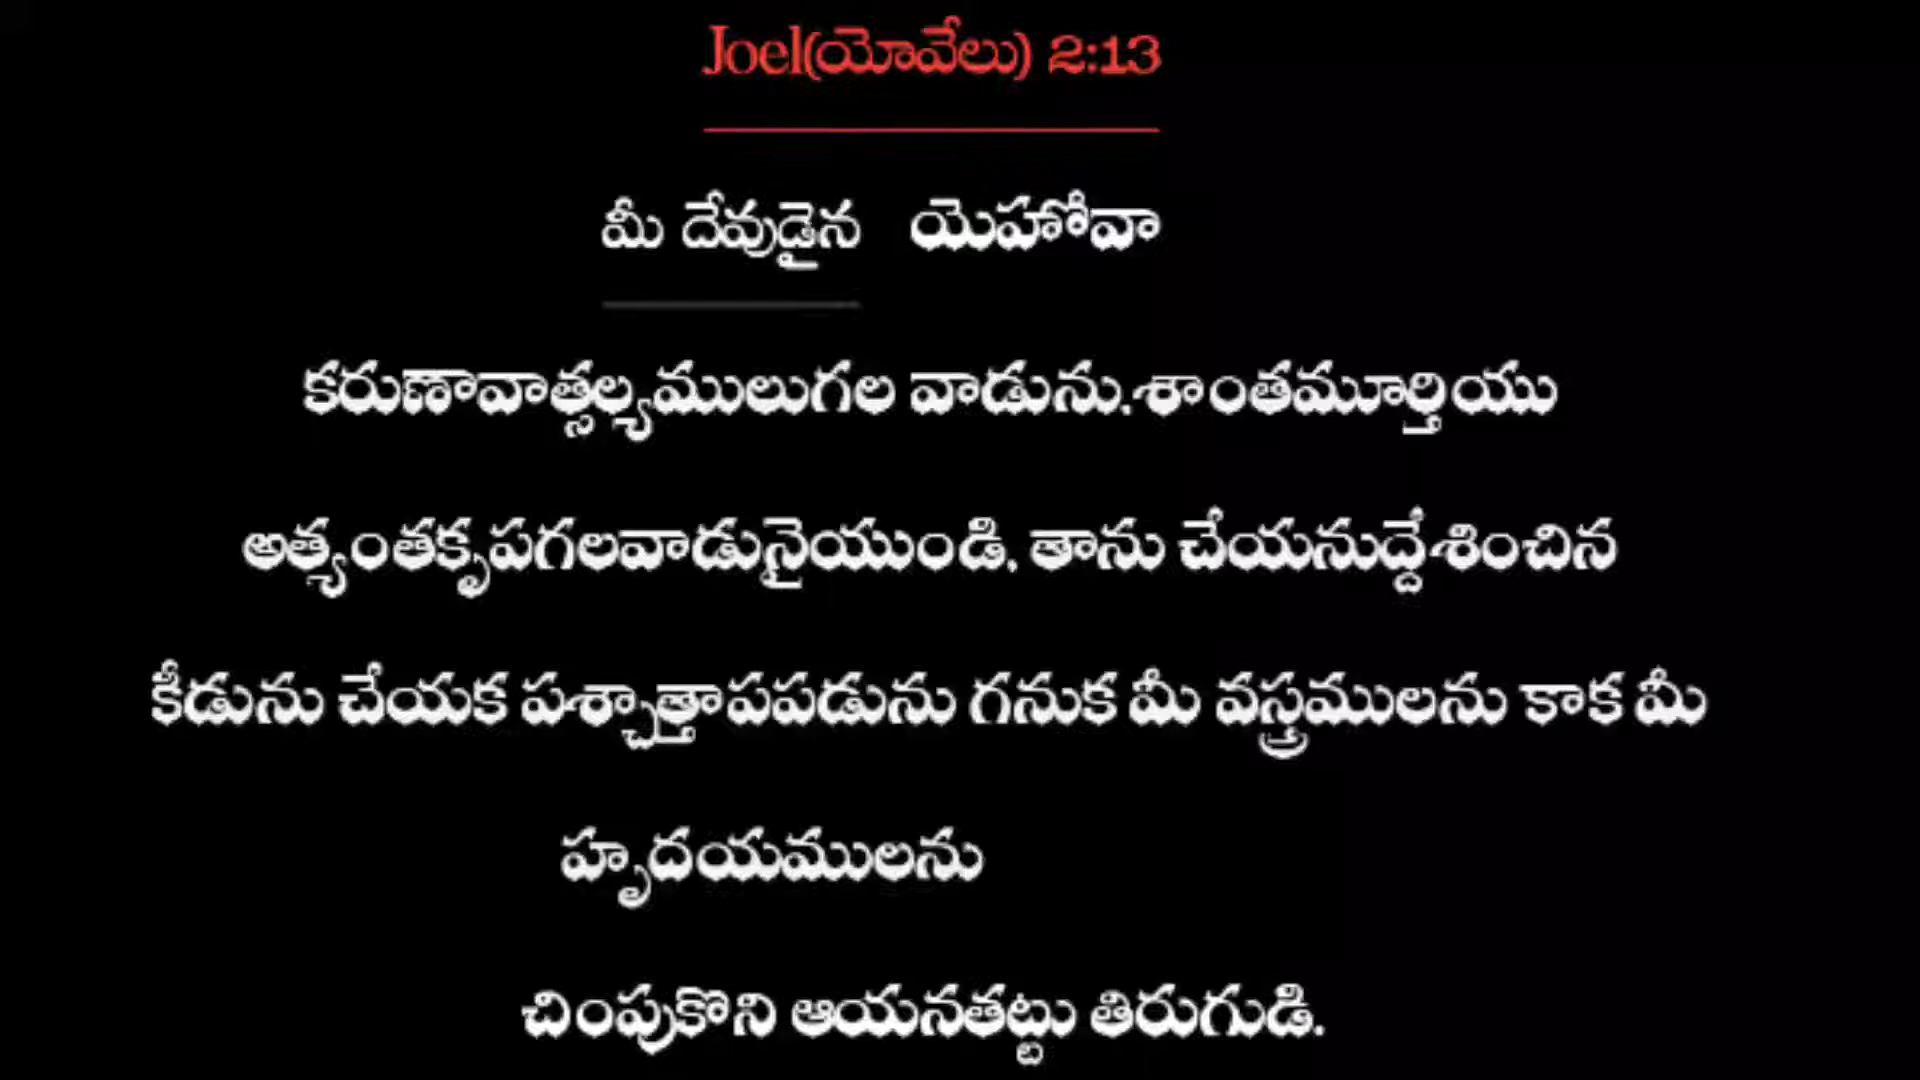 Joel(యోవేలు) 2:13
మీ దేవుడైన యెహోవా
కరుణావాత్సల్యములుగల వాడును.శాంతమూర్తియు
అత్యంతకృపగలవాడునైయుండి, తాను చేయనుద్దేశించిన
కీడును చేయక పశ్చాత్తాపపడును గనుక మీ వస్త్రములను కాక మీ
హృదయములను
చింపుకొని ఆయనతట్టు తిరుగుడి.